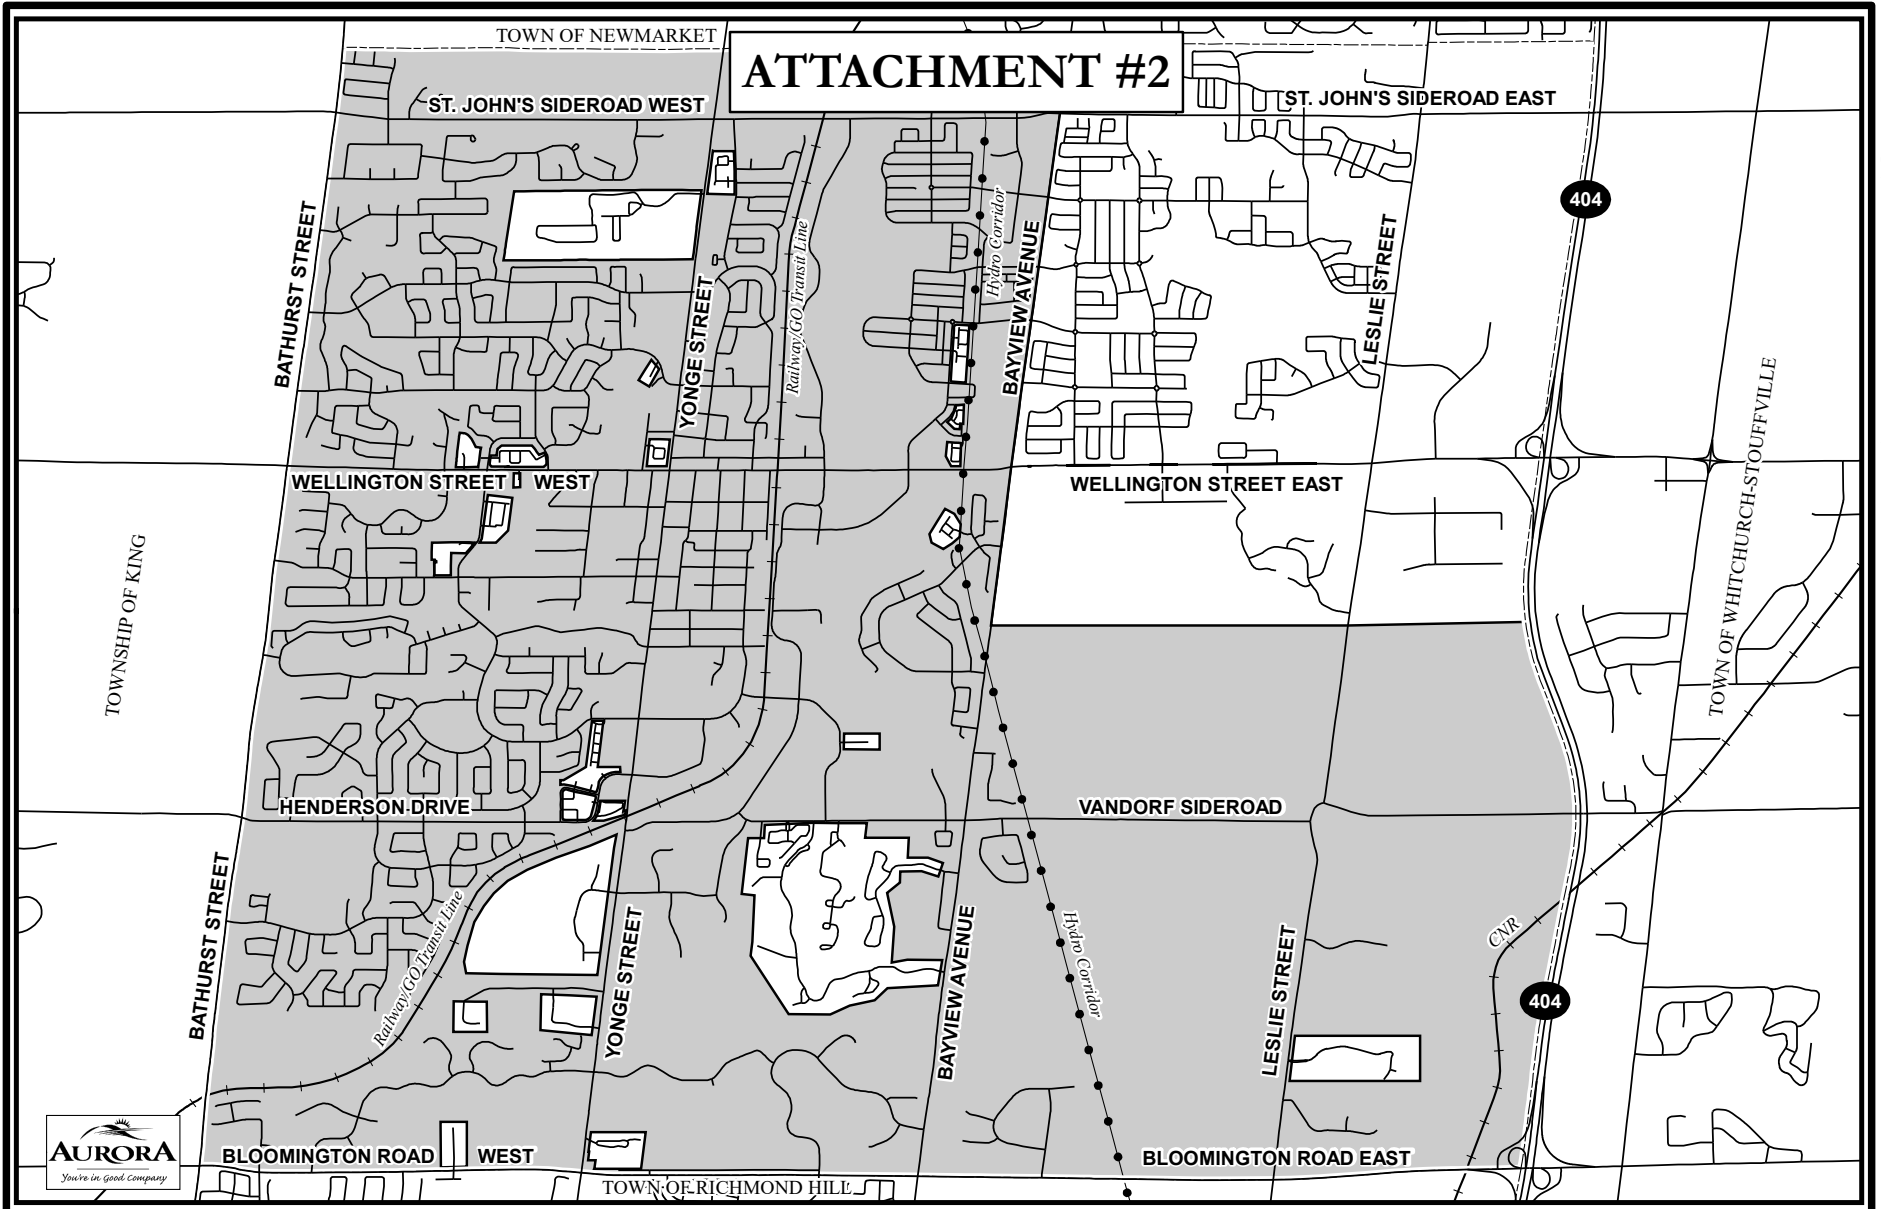 TOWN OF NEWMARKET
ATTACHMENT #2
ST. JOHN'S SIDEROAD WEST
ST. JOHN'S SIDEROAD EAST
404
BATHURST STREET
YONGE STREET
Railway/GO Transit Line
Hydro Corridor
BAYVIEW AVENUE
LESLIE STREET
TOWN OF WHITCHURCH-STOUFFVILLE
WELLINGTON STREET WEST
WELLINGTON STREET EAST
TOWNSHIP OF KING
HENDERSON DRIVE
VANDORF SIDEROAD
BATHURST STREET
Railway/GO Transit Line
YONGE STREET
BAYVIEW AVENUE
Hydro Corridor
LESLIE STREET
CNR
404
AURORA
You're in Good Company
BLOOMINGTON ROAD WEST
BLOOMINGTON ROAD EAST
TOWN OF RICHMOND HILL